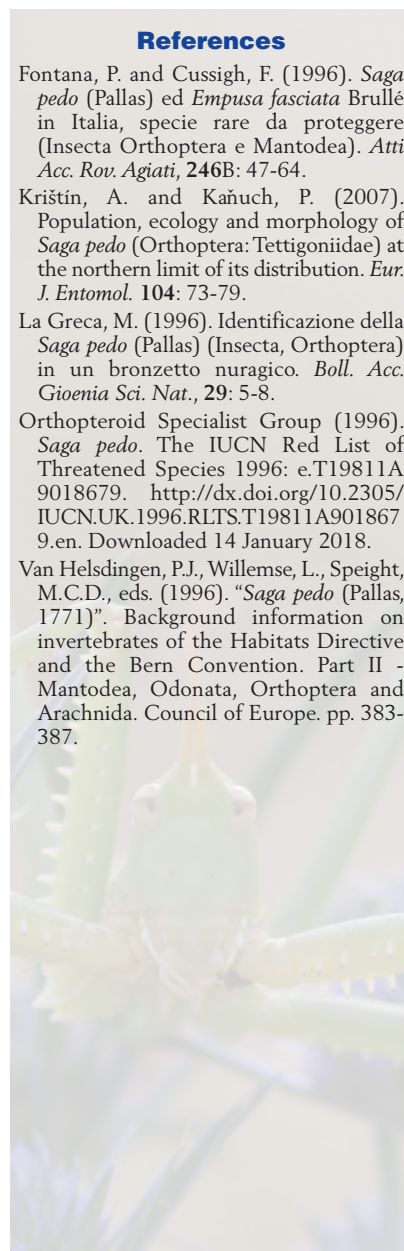 References
Fontana, P. and Cussigh, F. (1996). Saga
pedo (Pallas) ed Empusa fasciata Brullé
in Italia, specie rare da proteggere
(Insecta Orthoptera e Mantodea). Atti
Acc. Rov. Agiati, 246B: 47-64.
Krištín, A. and Kaňuch, P. (2007).
Population, ecology and morphology of
Saga pedo (Orthoptera: Tettigoniidae) at
the northern limit of its distribution. Eur.
J. Entomol. 104: 73-79.
La Greca, M. (1996). Identificazione della
Saga pedo (Pallas) (Insecta, Orthoptera)
in un bronzetto nuragico. Boll. Acc.
Gioenia Sci. Nat., 29: 5-8.
Orthopteroid Specialist Group (1996).
Saga pedo. The IUCN Red List of
Threatened Species 1996: e.T19811A
9018679. http://dx.doi.org/10.2305/
IUCN.UK.1996.RLTS.T19811A901867
9.en. Downloaded 14 January 2018.
Van Helsdingen, P.J., Willemse, L., Speight,
M.C.D., eds. (1996). “Saga pedo (Pallas,
1771)”. Background information on
invertebrates of the Habitats Directive
and the Bern Convention. Part II -
Mantodea, Odonata, Orthoptera and
Arachnida. Council of Europe. pp. 383-
387.